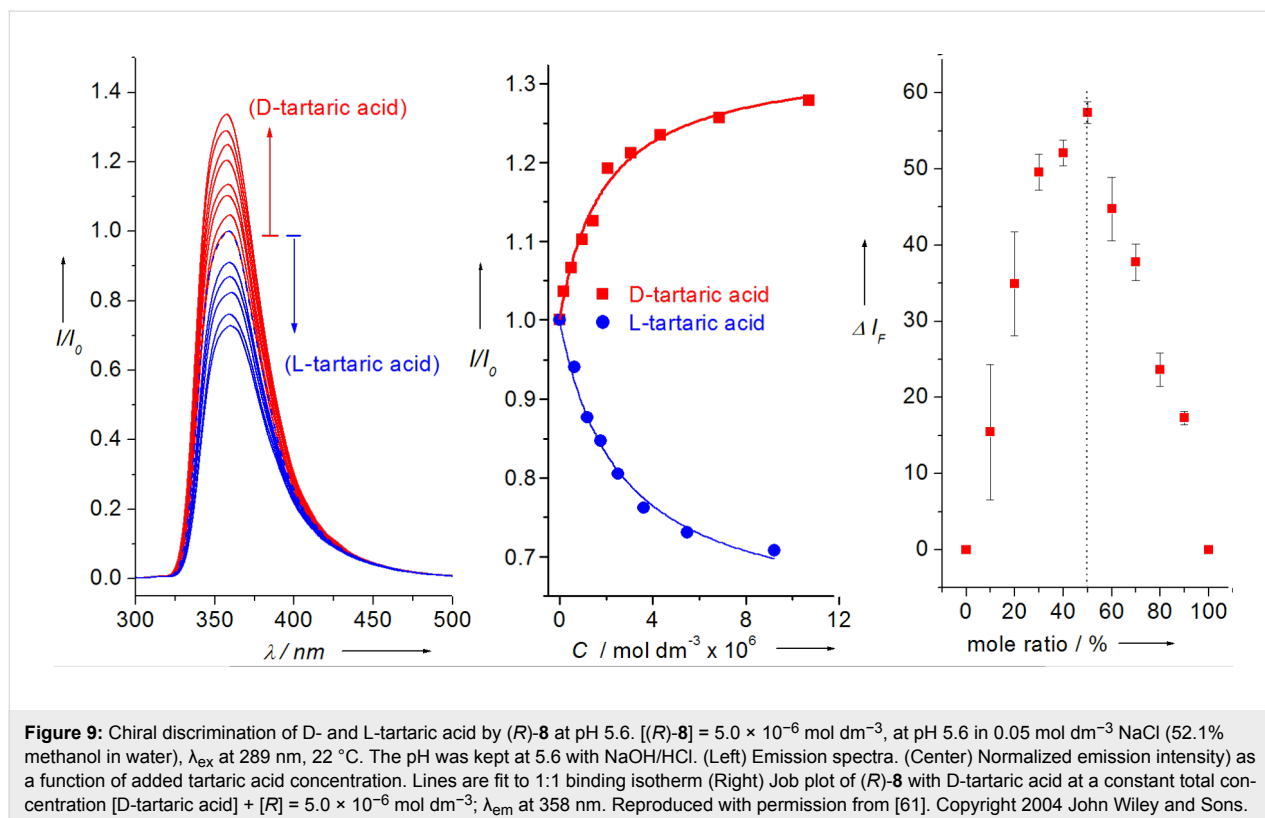 1.4
1.2
1.0
0.8
0.6
0.4
0.2
0.0
I/I0
(D-tartaric acid)
(L-tartaric acid)
300 350 400 450 500
λ / nm
1.3
1.2
1.1
1.0
0.9
0.8
0.7
I/I0
D-tartaric acid
L-tartaric acid
0 4 8 12
C / mol dm⁻³ x 10⁶
60
50
40
30
20
10
0
Δ IF
0 20 40 60 80 100
mole ratio / %
Figure 9: Chiral discrimination of D- and L-tartaric acid by (R)-8 at pH 5.6. [(R)-8] = 5.0 × 10⁻⁶ mol dm⁻³, at pH 5.6 in 0.05 mol dm⁻³ NaCl (52.1%
methanol in water), λex at 289 nm, 22 °C. The pH was kept at 5.6 with NaOH/HCl. (Left) Emission spectra. (Center) Normalized emission intensity) as
a function of added tartaric acid concentration. Lines are fit to 1:1 binding isotherm (Right) Job plot of (R)-8 with D-tartaric acid at a constant total con-
centration [D-tartaric acid] + [R] = 5.0 × 10⁻⁶ mol dm⁻³; λem at 358 nm. Reproduced with permission from [61]. Copyright 2004 John Wiley and Sons.